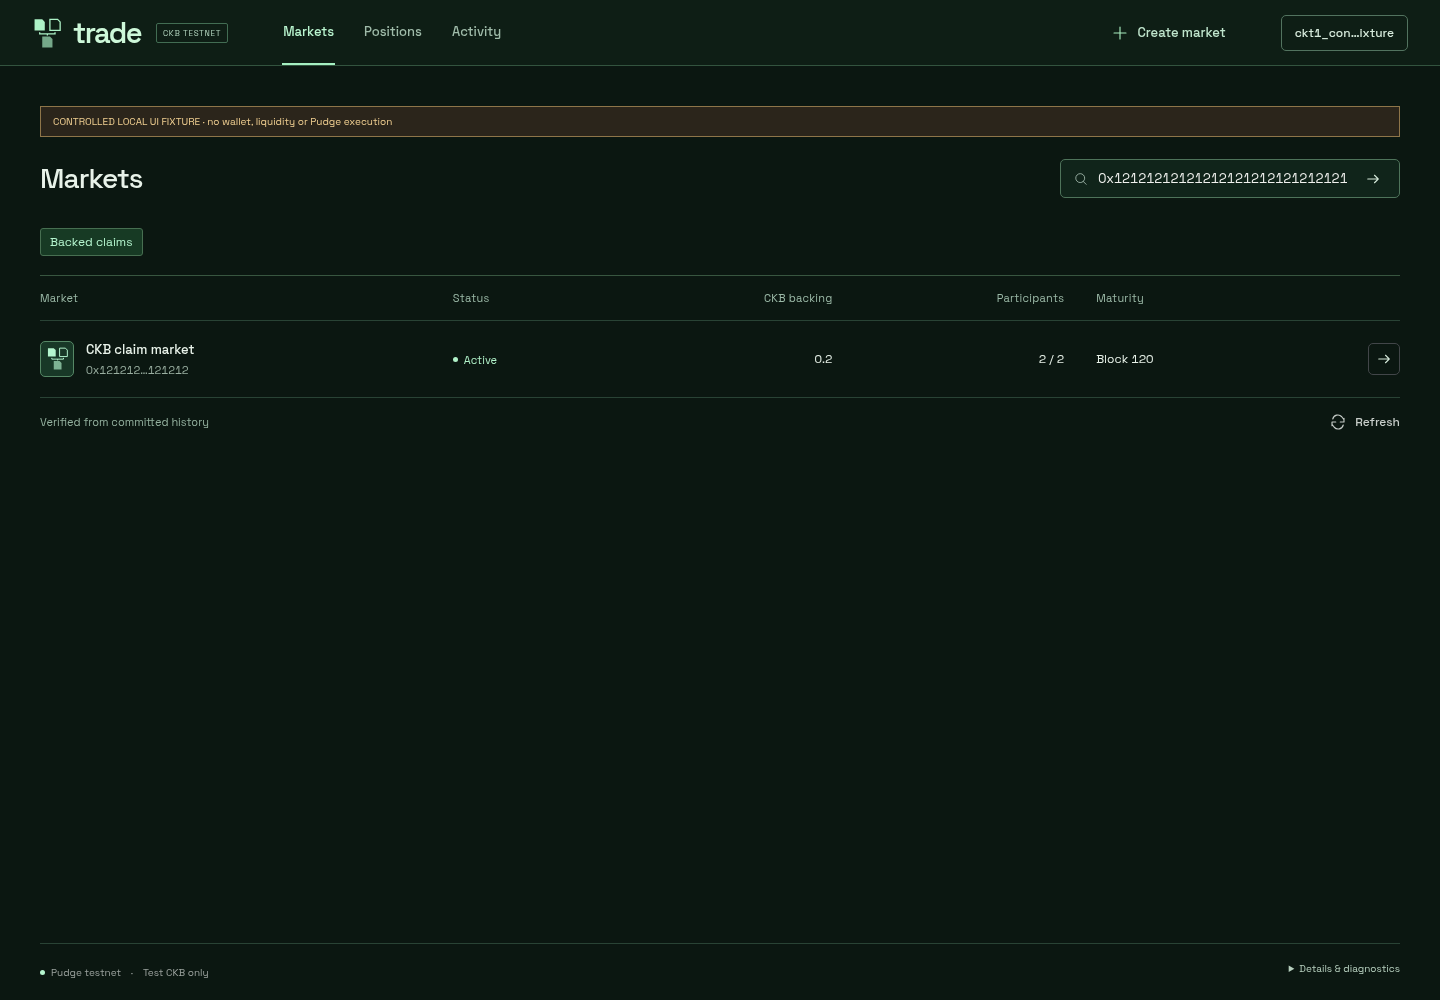 trade
CKB TESTNET
Markets
Positions
Activity
Create market
ckt1_con...ixture
CONTROLLED LOCAL UI FIXTURE · no wallet, liquidity or Pudge execution
Markets
0x1212121212121212121212121212121
Backed claims
Market
Status
CKB backing
Participants
Maturity
CKB claim market
0x121212...121212
Active
0.2
2 / 2
Block 120
Verified from committed history
Refresh
Pudge testnet · Test CKB only
Details & diagnostics